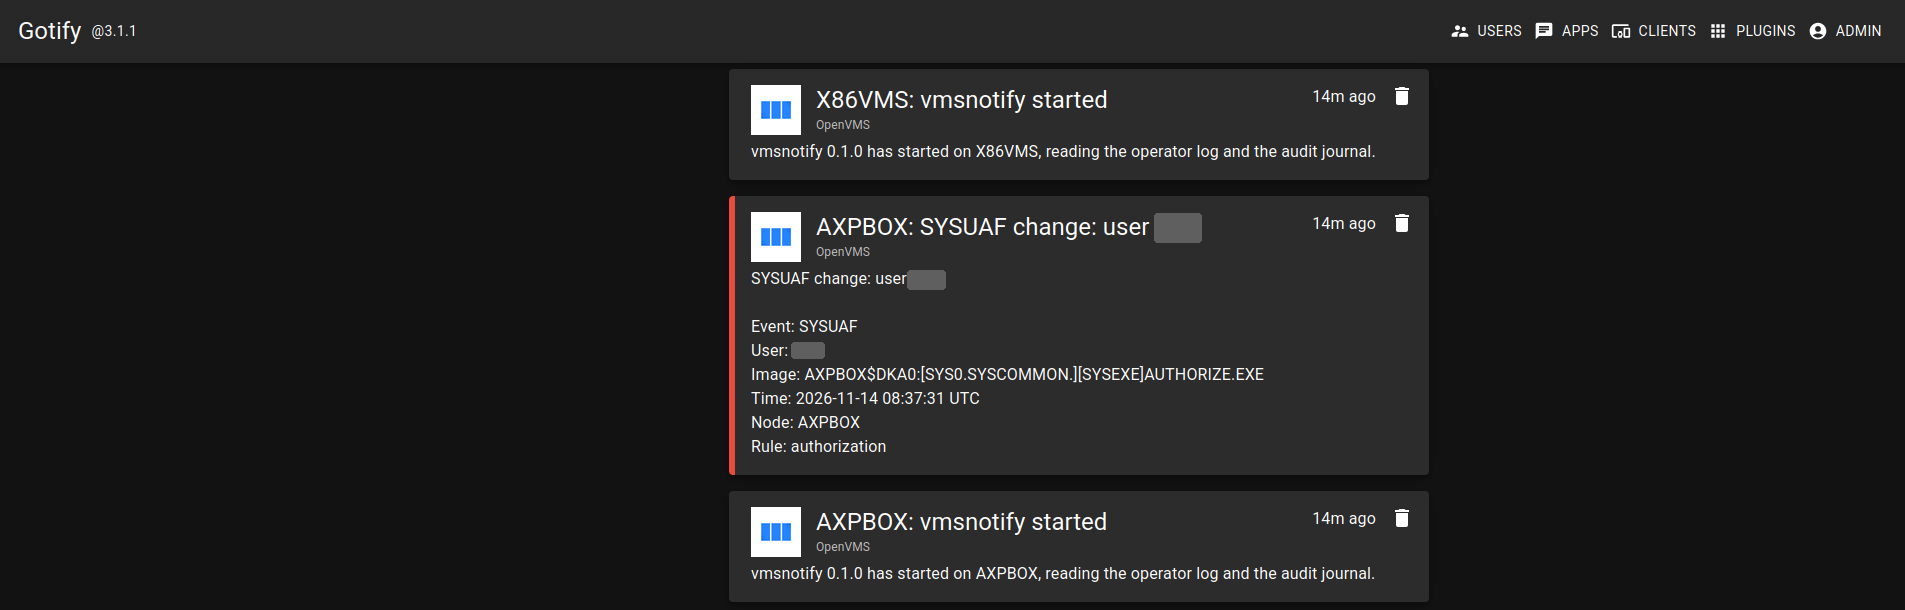 Gotify @3.1.1 USERS APPS CLIENTS PLUGINS ADMIN
X86VMS: vmsnotify started 14m ago
OpenVMS
vmsnotify 0.1.0 has started on X86VMS, reading the operator log and the audit journal.
AXPBOX: SYSUAF change: user 14m ago
OpenVMS
SYSUAF change: user
Event: SYSUAF
User:
Image: AXPBOX$DKA0:[SYS0.SYSCOMMON.][SYSEXE]AUTHORIZE.EXE
Time: 2026-11-14 08:37:31 UTC
Node: AXPBOX
Rule: authorization
AXPBOX: vmsnotify started 14m ago
OpenVMS
vmsnotify 0.1.0 has started on AXPBOX, reading the operator log and the audit journal.